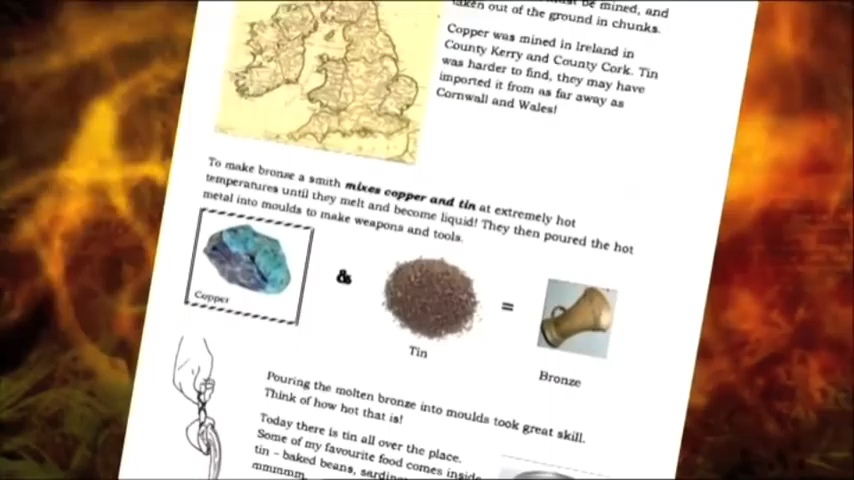 be mined, and
taken out of the ground in chunks.
Copper was mined in Ireland in
County Kerry and County Cork. Tin
was harder to find, they may have
imported it from as far away as
Cornwall and Wales!
To make bronze a smith mixes copper and tin at extremely hot
temperatures until they melt and become liquid! They then poured the hot
metal into moulds to make weapons and tools.
Copper
&
Tin
=
Bronze
Pouring the molten bronze into moulds took great skill.
Think of how hot that is!
Today there is tin all over the place.
Some of my favourite food comes inside
tin – baked beans,
mmmmm.